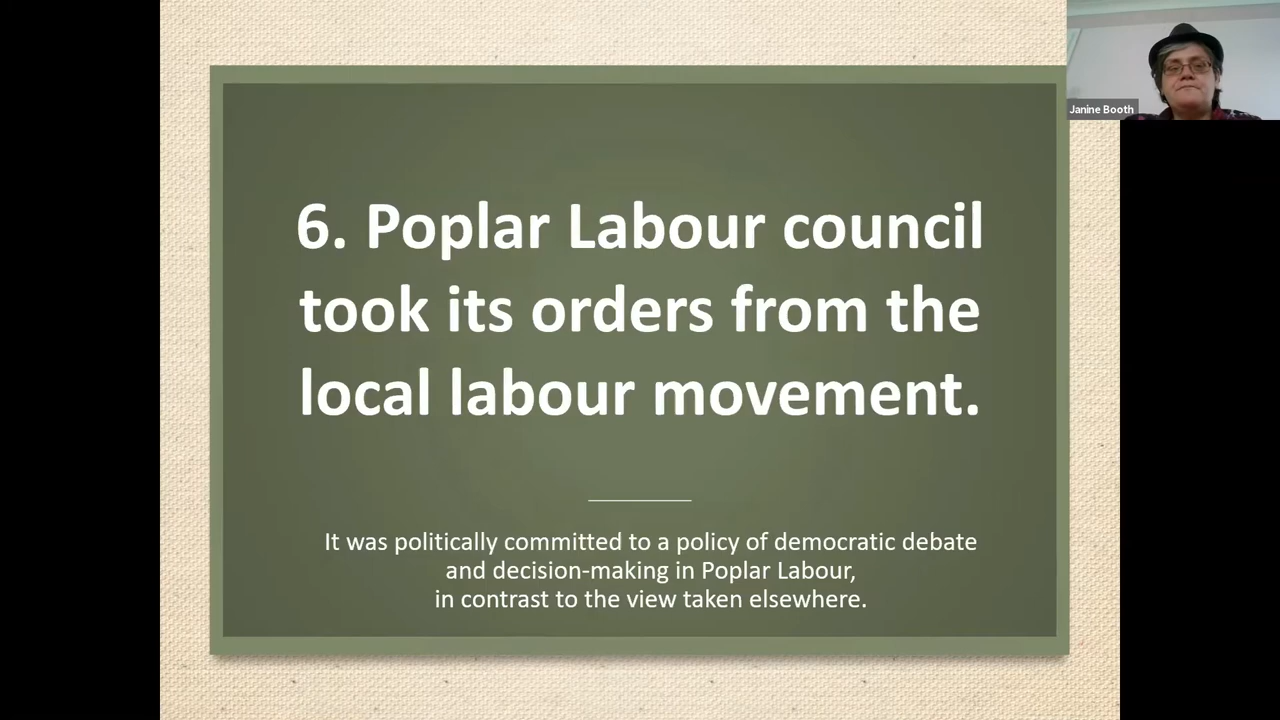 Janine Booth
6. Poplar Labour council
took its orders from the
local labour movement.
It was politically committed to a policy of democratic debate
and decision-making in Poplar Labour,
in contrast to the view taken elsewhere.